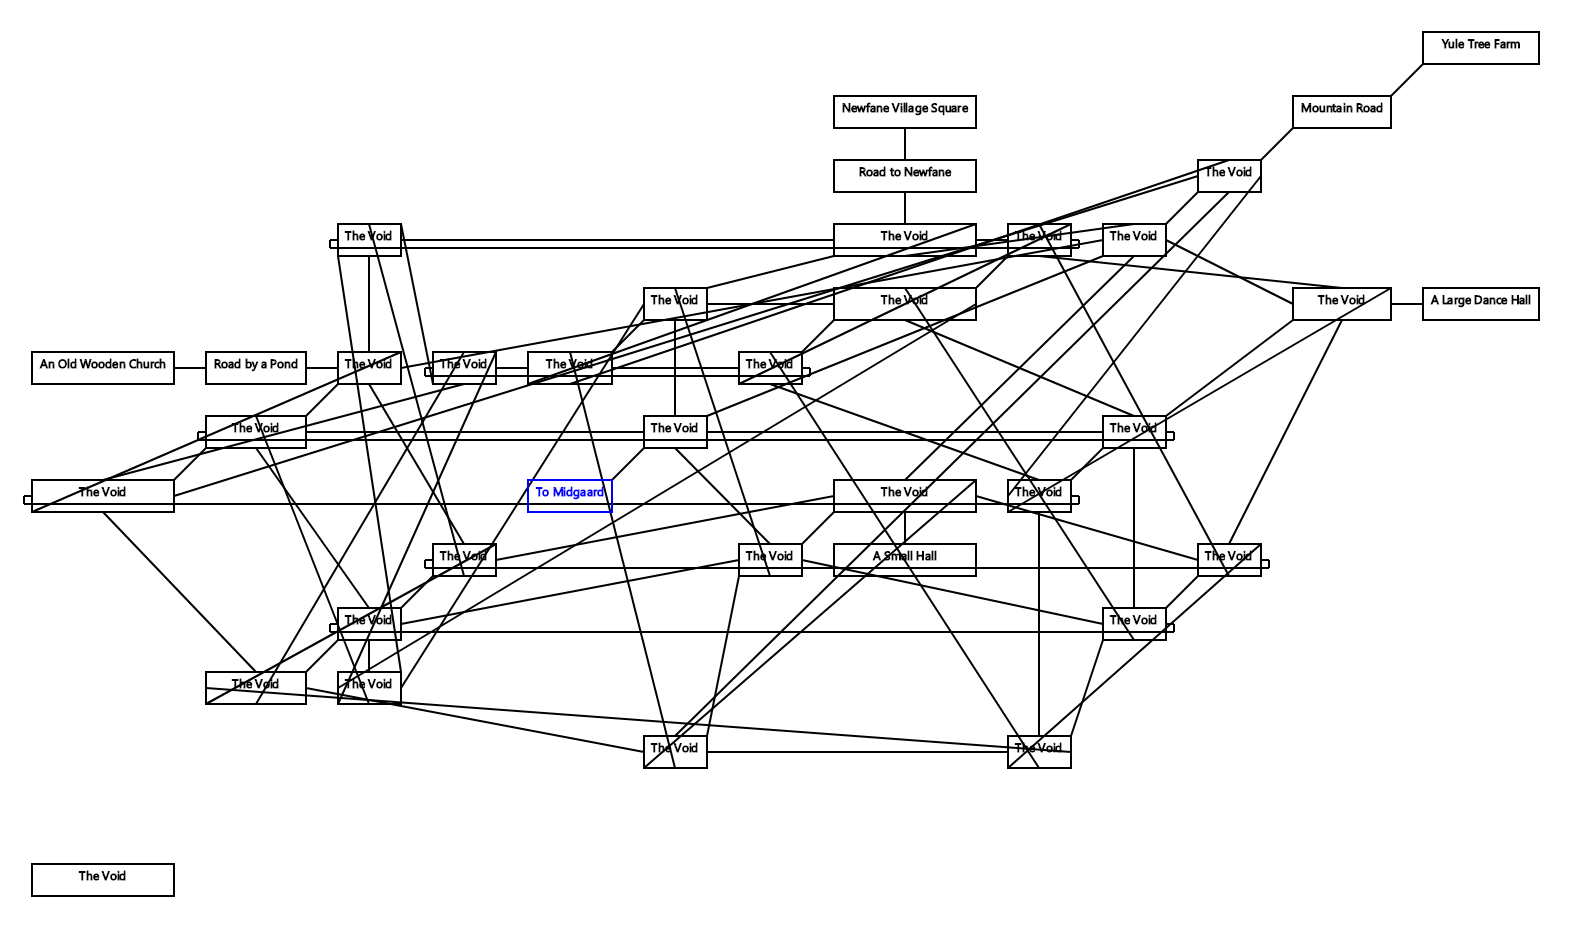 Yule Tree Farm
Newfane Village Square
Mountain Road
Road to Newfane
The Void
The Void
The Void
The Void
The Void
The Void
The Void
The Void
A Large Dance Hall
An Old Wooden Church
Road by a Pond
The Void
The Void
The Void
The Void
The Void
The Void
The Void
The Void
To Midgaard
The Void
The Void
The Void
The Void
A Small Hall
The Void
The Void
The Void
The Void
The Void
The Void
The Void
The Void